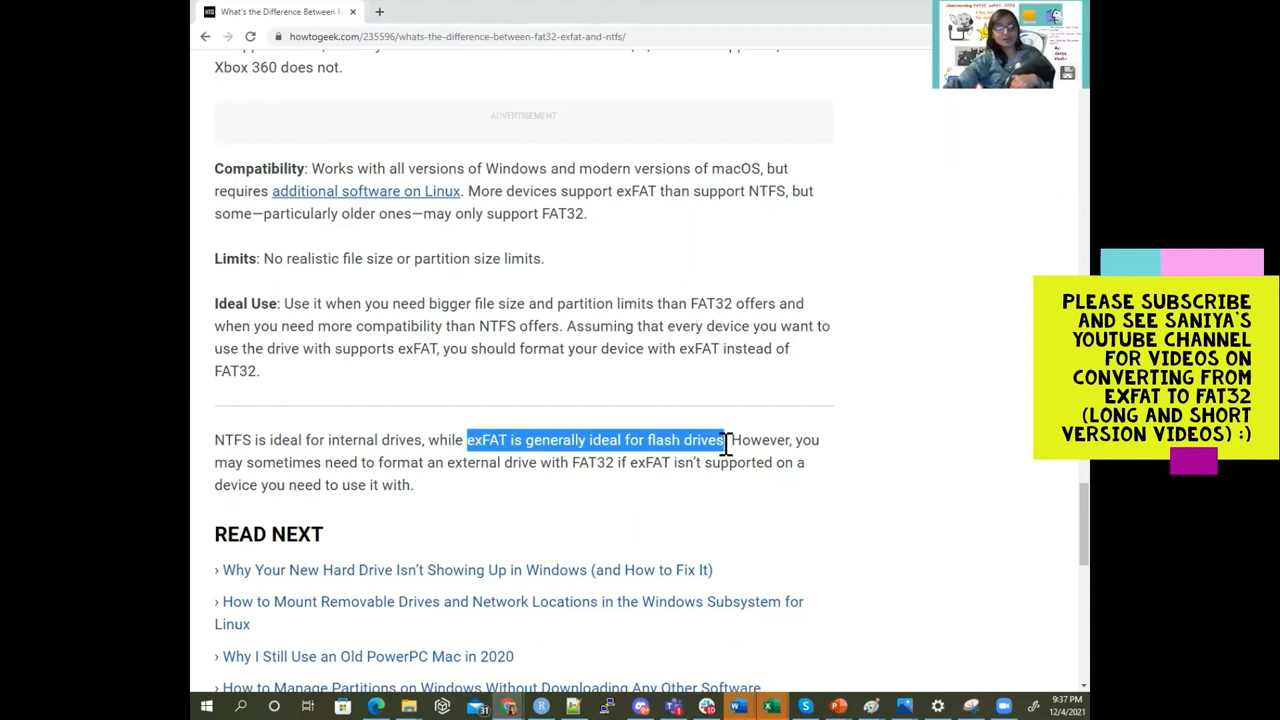 What's the Difference Between F
howtogeek.com/235596/whats-the-difference-between-fat32-exfat-and-ntfs/
Xbox 360 does not.
ADVERTISEMENT
Compatibility: Works with all versions of Windows and modern versions of macOS, but
requires additional software on Linux. More devices support exFAT than support NTFS, but
some—particularly older ones—may only support FAT32.
Limits: No realistic file size or partition size limits.
Ideal Use: Use it when you need bigger file size and partition limits than FAT32 offers and
when you need more compatibility than NTFS offers. Assuming that every device you want to
use the drive with supports exFAT, you should format your device with exFAT instead of
FAT32.
NTFS is ideal for internal drives, while exFAT is generally ideal for flash drives. However, you
may sometimes need to format an external drive with FAT32 if exFAT isn't supported on a
device you need to use it with.
READ NEXT
› Why Your New Hard Drive Isn't Showing Up in Windows (and How to Fix It)
› How to Mount Removable Drives and Network Locations in the Windows Subsystem for
Linux
› Why I Still Use an Old PowerPC Mac in 2020
› How to Manage Partitions on Windows Without Downloading Any Other Software
PLEASE SUBSCRIBE
AND SEE SANIYA'S
YOUTUBE CHANNEL
FOR VIDEOS ON
CONVERTING FROM
EXFAT TO FAT32
(LONG AND SHORT
VERSION VIDEOS) :)
9:37 PM
12/4/2021